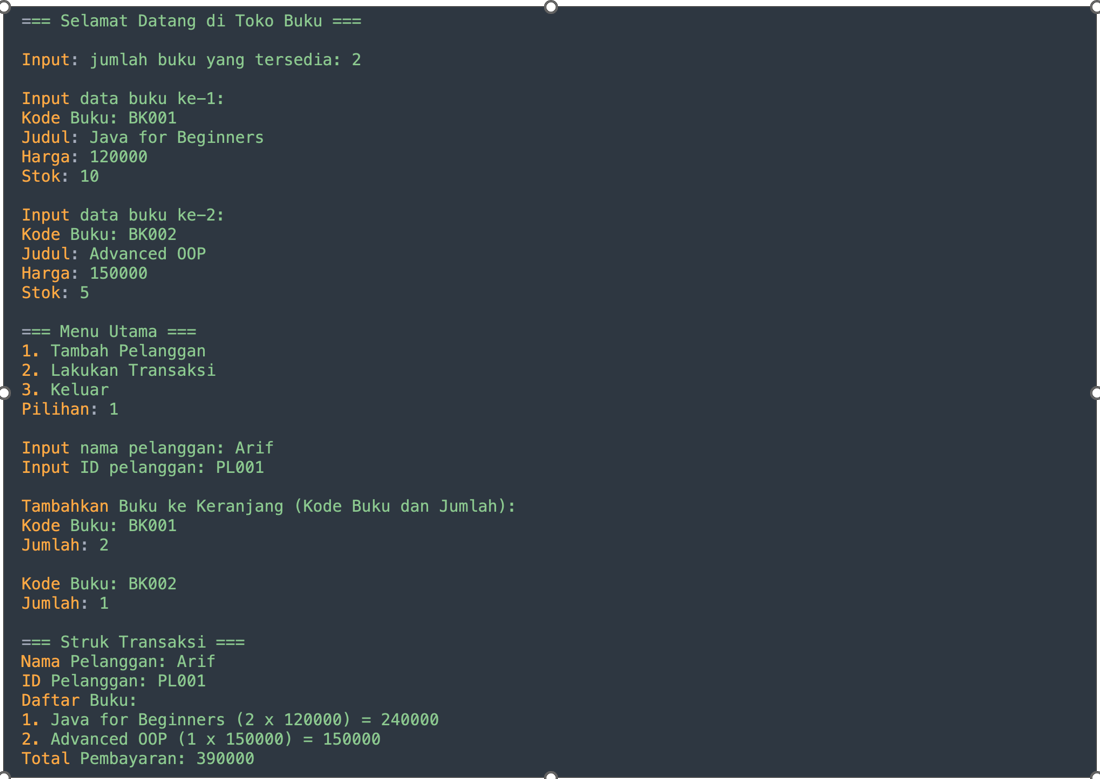 === Selamat Datang di Toko Buku ===
Input: jumlah buku yang tersedia: 2
Input data buku ke-1:
Kode Buku: BK001
Judul: Java for Beginners
Harga: 120000
Stok: 10
Input data buku ke-2:
Kode Buku: BK002
Judul: Advanced OOP
Harga: 150000
Stok: 5
=== Menu Utama ===
1. Tambah Pelanggan
2. Lakukan Transaksi
3. Keluar
Pilihan: 1
Input nama pelanggan: Arif
Input ID pelanggan: PL001
Tambahkan Buku ke Keranjang (Kode Buku dan Jumlah):
Kode Buku: BK001
Jumlah: 2
Kode Buku: BK002
Jumlah: 1
=== Struk Transaksi ===
Nama Pelanggan: Arif
ID Pelanggan: PL001
Daftar Buku:
1. Java for Beginners (2 x 120000) = 240000
2. Advanced OOP (1 x 150000) = 150000
Total Pembayaran: 390000